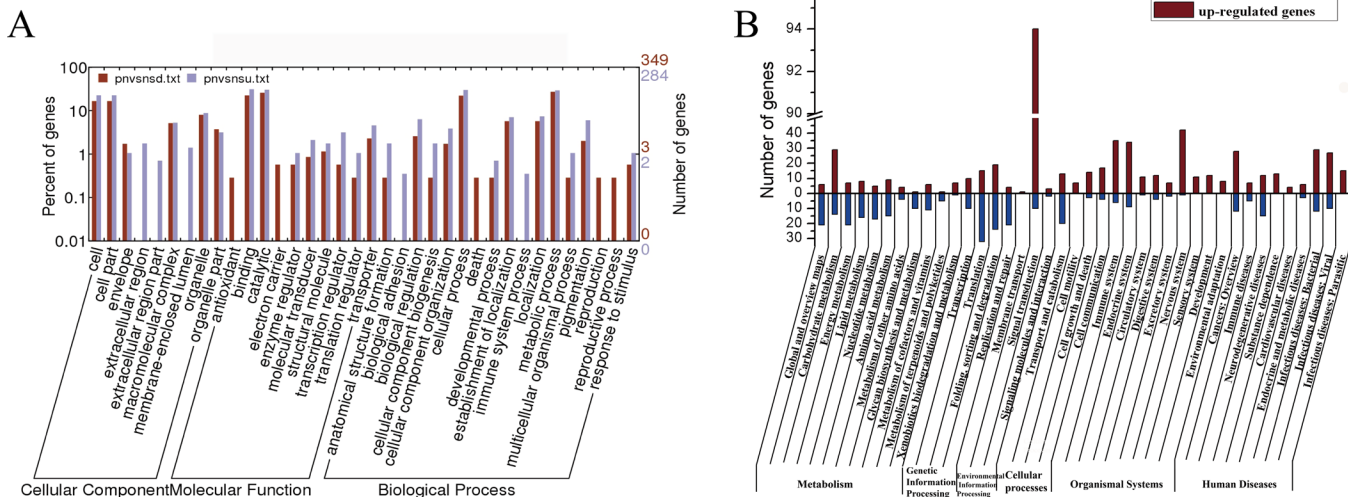 A
pnvsnsd.txt
pnvsnsu.txt
100
10
1
0.1
0.01
Percent of genes
349
284
3
2
0
0
Number of genes
cell
cell part
envelope
extracellular region
extracellular region part
macromolecular complex
membrane-enclosed lumen
organelle
organelle part
antioxidant
binding
catalytic
electron carrier
enzyme regulator
molecular transducer
structural molecule
transcription regulator
translation regulator
transporter
anatomical structure formation
biological adhesion
biological regulation
cellular component biogenesis
cellular component organization
cellular process
death
developmental process
establishment of localization
immune system process
localization
metabolic process
multicellular organismal process
pigmentation
reproduction
reproductive process
response to stimulus
Cellular Component
Molecular Function
Biological Process
B
up-regulated genes
94
92
90
40
30
20
10
0
10
20
30
Number of genes
Global and overview maps
Carbohydrate metabolism
Energy metabolism
Lipid metabolism
Nucleotide metabolism
Amino acid metabolism
Metabolism of other amino acids
Glycan biosynthesis and metabolism
Metabolism of cofactors and vitamins
Metabolism of terpenoids and polyketides
Xenobiotics biodegradation and metabolism
Transcription
Translation
Folding, sorting and degradation
Replication and repair
Membrane transport
Signal transduction
Signaling molecules and interaction
Transport and catabolism
Cell motility
Cell growth and death
Cell communication
Immune system
Endocrine system
Circulatory system
Digestive system
Excretory system
Nervous system
Sensory system
Development
Environmental adaptation
Cancers: Overview
Immune diseases
Neurodegenerative diseases
Substance dependence
Cardiovascular diseases
Endocrine and metabolic diseases
Infectious diseases: Bacterial
Infectious diseases: Viral
Infectious diseases: Parasitic
Metabolism
Genetic
Information
Processing
Environmental
Information
Processing
Cellular
processes
Organismal Systems
Human Diseases